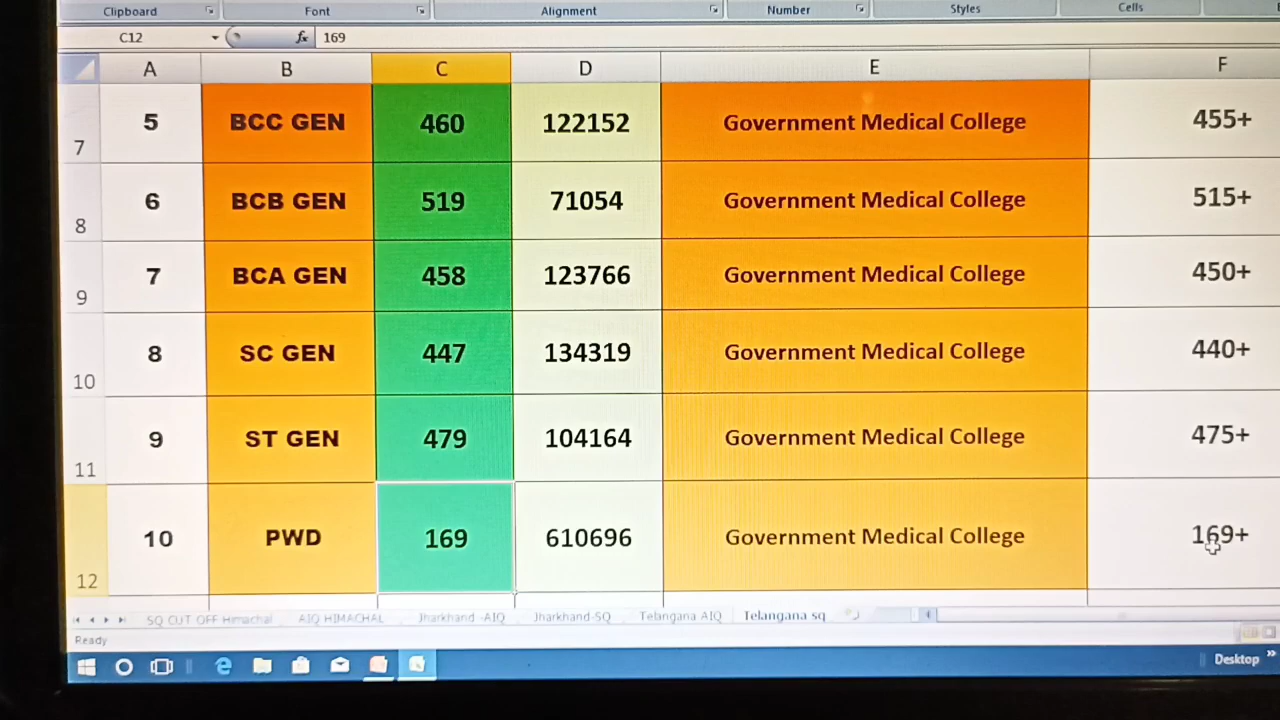 Clipboard Font Alignment Number Styles Cells
C12 fx 169
A B C D E F
7 5 BCC GEN 460 122152 Government Medical College 455+
8 6 BCB GEN 519 71054 Government Medical College 515+
9 7 BCA GEN 458 123766 Government Medical College 450+
10 8 SC GEN 447 134319 Government Medical College 440+
11 9 ST GEN 479 104164 Government Medical College 475+
12 10 PWD 169 610696 Government Medical College 169+
SQ CUT OFF Himachal AIQ HIMACHAL Jharkhand -AIQ Jharkhand-SQ Telangana AIQ Telangana sq
Ready
Desktop